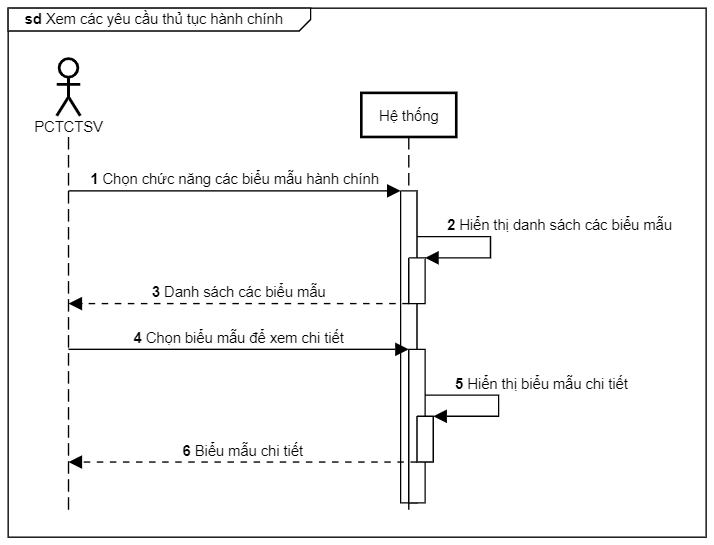 sd Xem các yêu cầu thủ tục hành chính
PCTCTSV
Hệ thống
1 Chọn chức năng các biểu mẫu hành chính
2 Hiển thị danh sách các biểu mẫu
3 Danh sách các biểu mẫu
4 Chọn biểu mẫu để xem chi tiết
5 Hiển thị biểu mẫu chi tiết
6 Biểu mẫu chi tiết